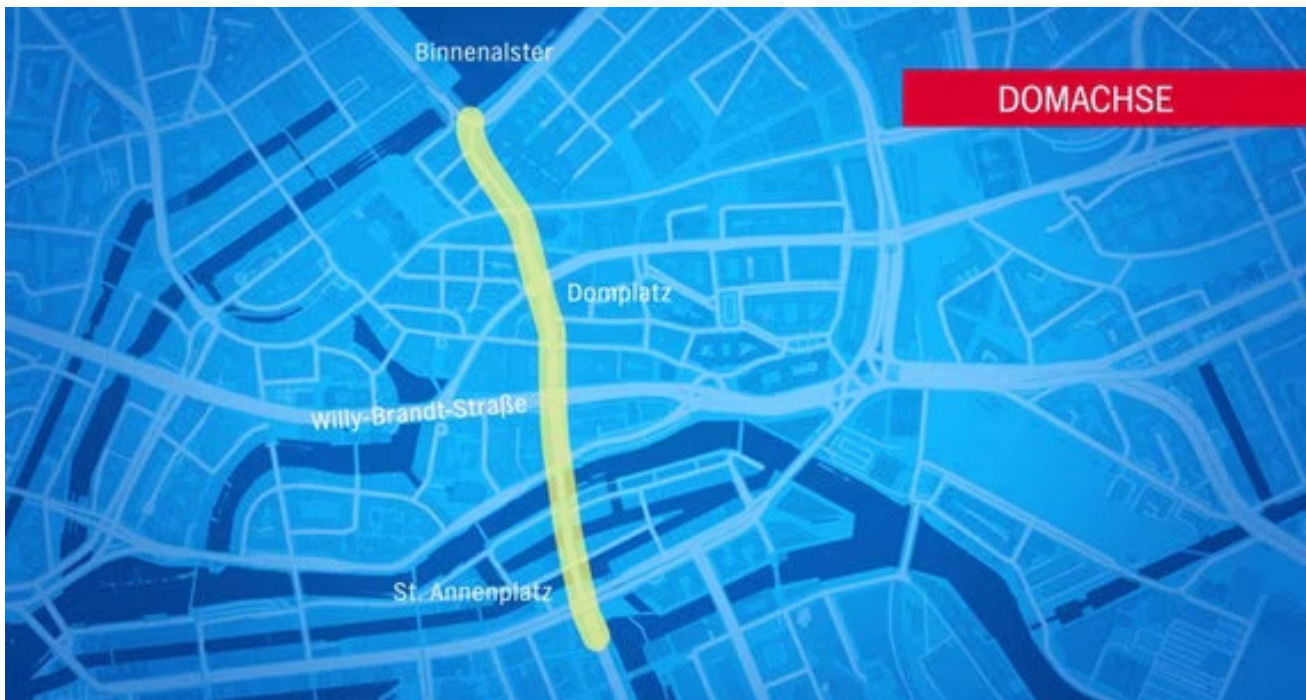 Binnenalster
DOMACHSE
Domplatz
Willy-Brandt-Straße
St. Annenplatz